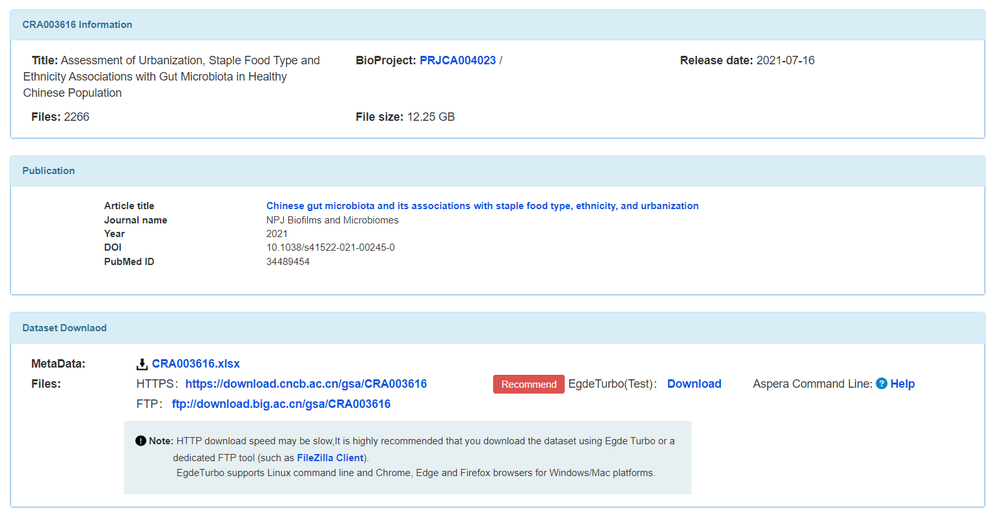 CRA003616 Information
Title: Assessment of Urbanization, Staple Food Type and
Ethnicity Associations with Gut Microbiota in Healthy
Chinese Population
BioProject: PRJCA004023 /
Release date: 2021-07-16
Files: 2266
File size: 12.25 GB
Publication
Article title Chinese gut microbiota and its associations with staple food type, ethnicity, and urbanization
Journal name NPJ Biofilms and Microbiomes
Year 2021
DOI 10.1038/s41522-021-00245-0
PubMed ID 34489454
Dataset Downlaod
MetaData: CRA003616.xlsx
Files: HTTPS: https://download.cncb.ac.cn/gsa/CRA003616 Recommend EgdeTurbo(Test): Download Aspera Command Line: ? Help
FTP: ftp://download.big.ac.cn/gsa/CRA003616
! Note: HTTP download speed may be slow,It is highly recommended that you download the dataset using Egde Turbo or a
dedicated FTP tool (such as FileZilla Client).
EgdeTurbo supports Linux command line and Chrome, Edge and Firefox browsers for Windows/Mac platforms.